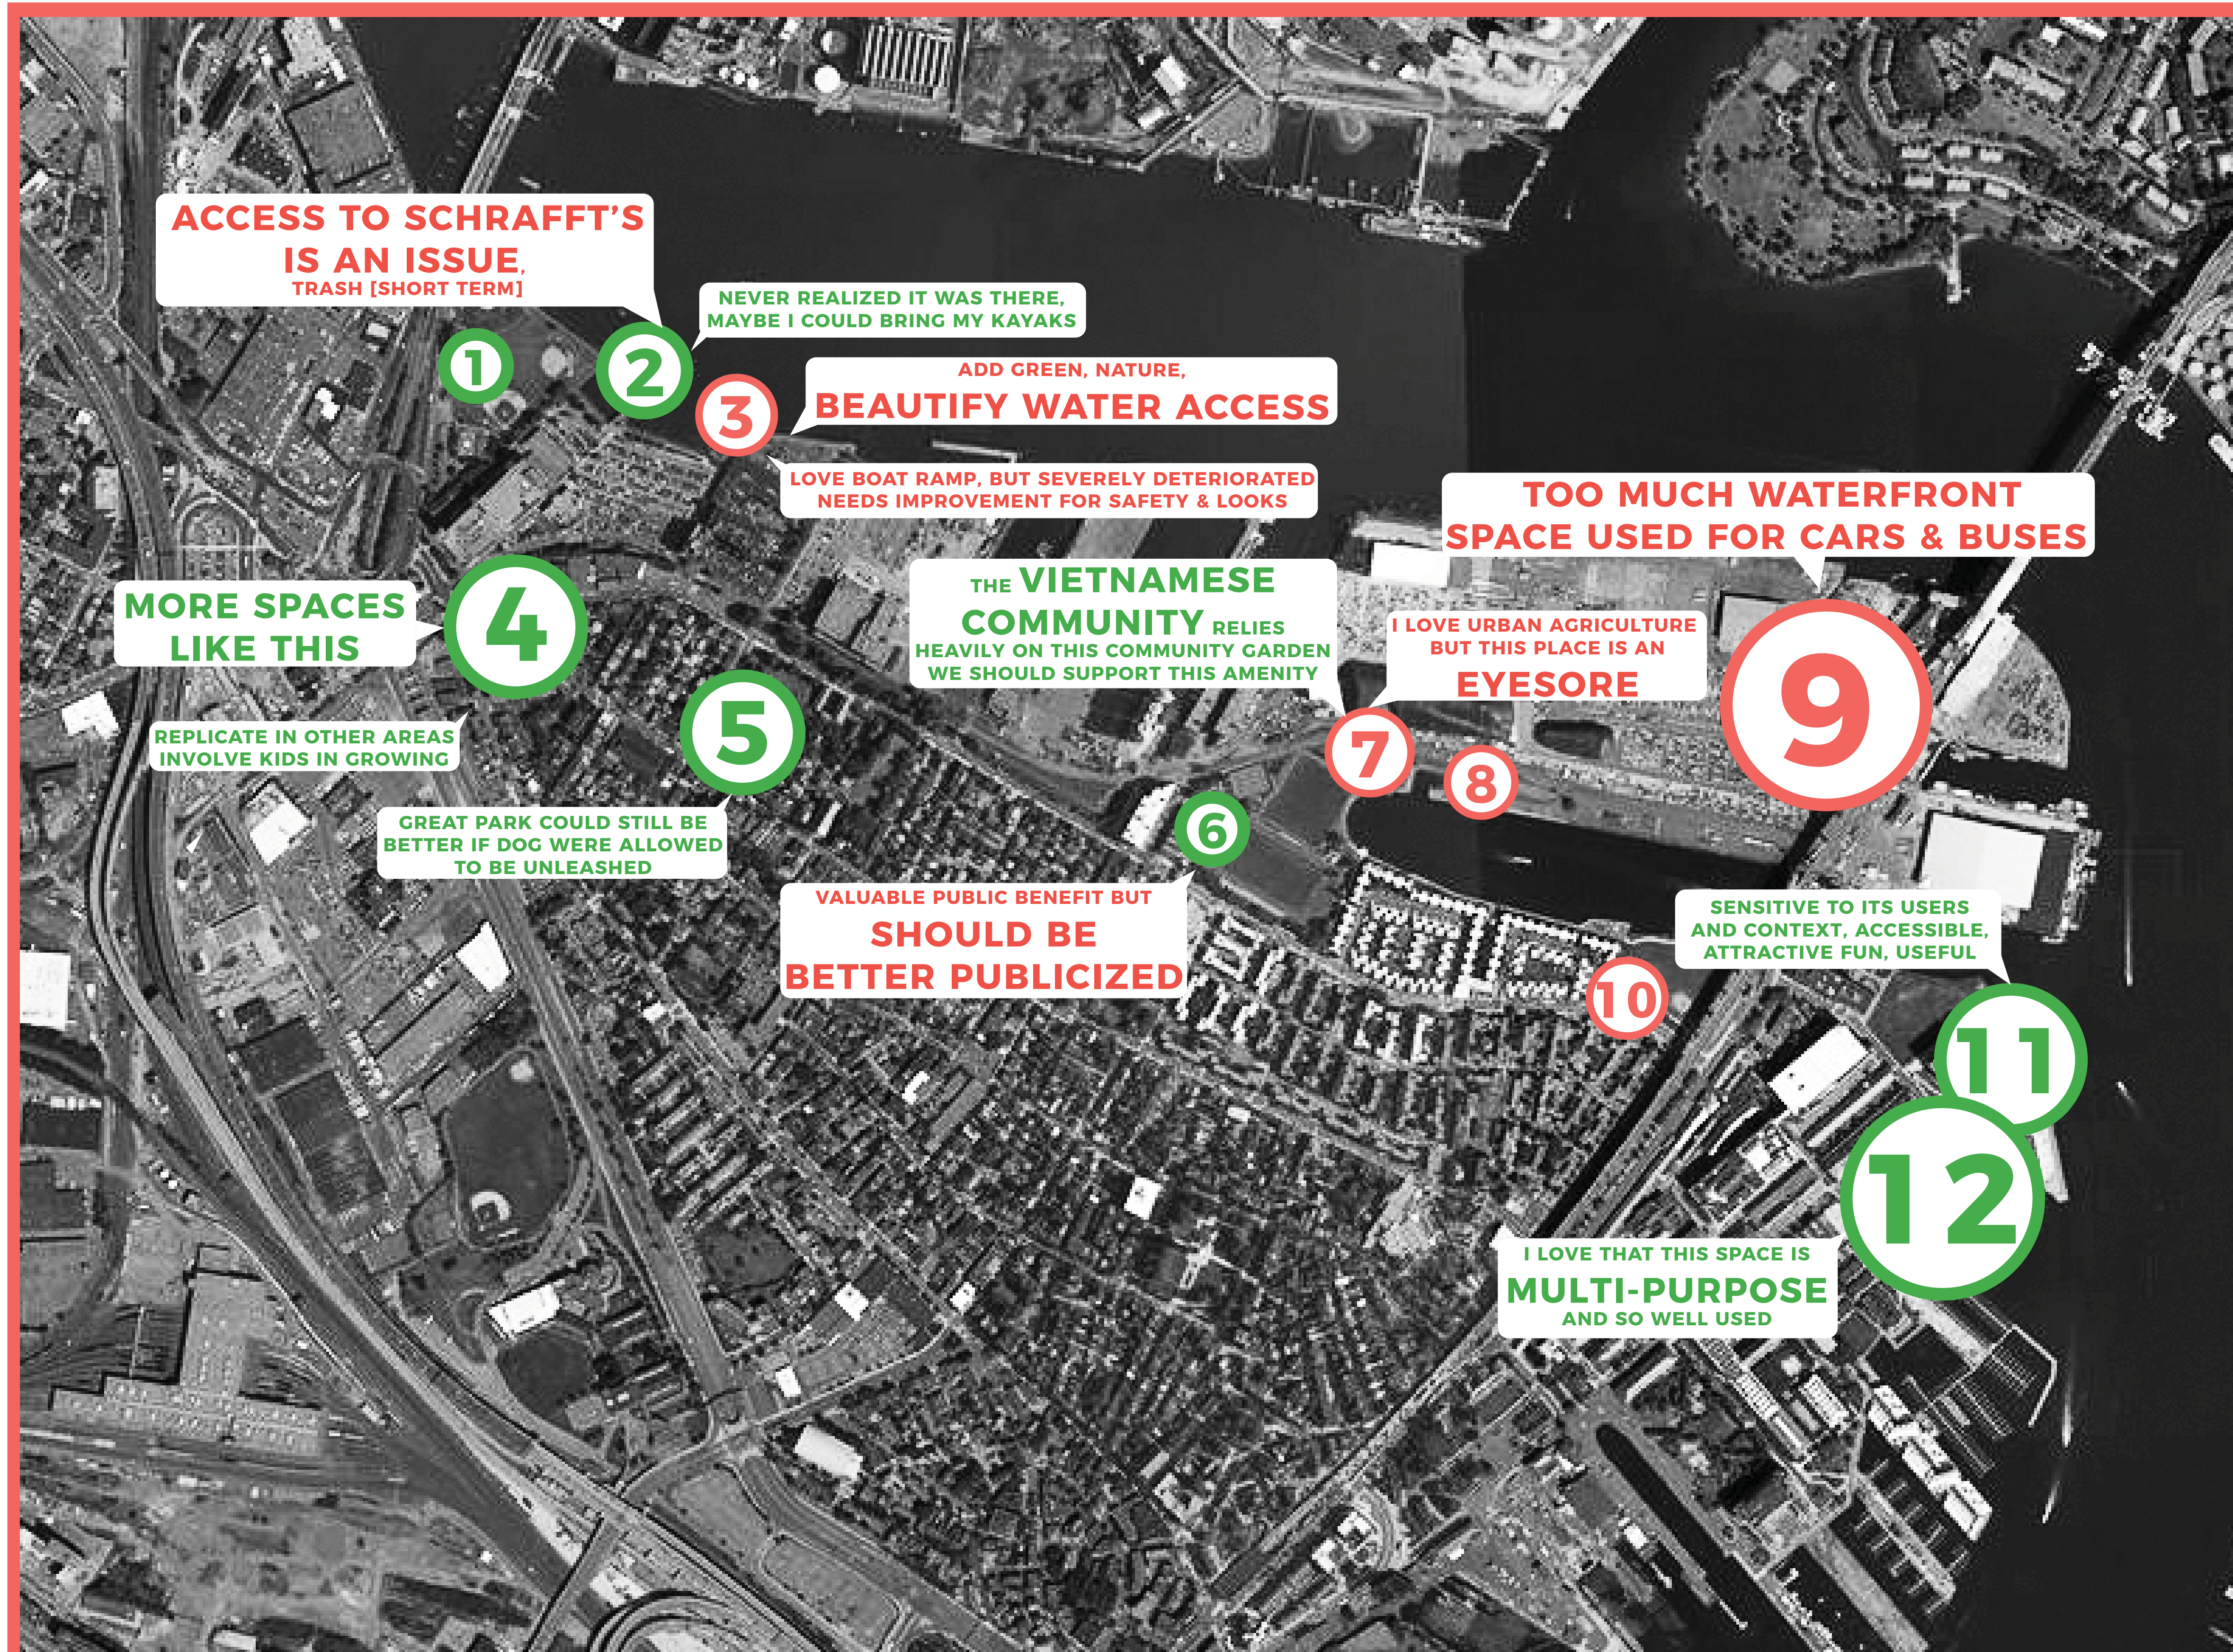 ACCESS TO SCHRAFFT'S
IS AN ISSUE,
TRASH [SHORT TERM]
NEVER REALIZED IT WAS THERE,
MAYBE I COULD BRING MY KAYAKS
1
2
3
ADD GREEN, NATURE,
BEAUTIFY WATER ACCESS
LOVE BOAT RAMP, BUT SEVERELY DETERIORATED
NEEDS IMPROVEMENT FOR SAFETY & LOOKS
TOO MUCH WATERFRONT
SPACE USED FOR CARS & BUSES
MORE SPACES
LIKE THIS
4
THE VIETNAMESE
COMMUNITY RELIES
HEAVILY ON THIS COMMUNITY GARDEN
WE SHOULD SUPPORT THIS AMENITY
I LOVE URBAN AGRICULTURE
BUT THIS PLACE IS AN
EYESORE
9
REPLICATE IN OTHER AREAS
INVOLVE KIDS IN GROWING
5
7
8
GREAT PARK COULD STILL BE
BETTER IF DOG WERE ALLOWED
TO BE UNLEASHED
6
VALUABLE PUBLIC BENEFIT BUT
SHOULD BE
BETTER PUBLICIZED
SENSITIVE TO ITS USERS
AND CONTEXT, ACCESSIBLE,
ATTRACTIVE FUN, USEFUL
10
11
12
I LOVE THAT THIS SPACE IS
MULTI-PURPOSE
AND SO WELL USED